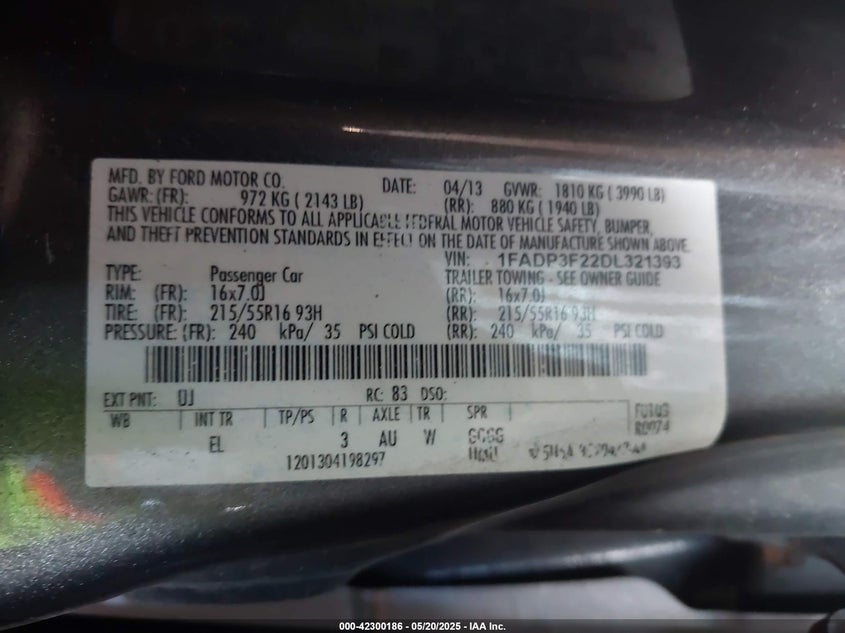 MFD. BY FORD MOTOR CO. DATE: 04/13 GVWR: 1810 KG ( 3990 LB)
GAWR: (FR): 972 KG ( 2143 LB) (RR): 880 KG ( 1940 LB)
THIS VEHICLE CONFORMS TO ALL APPLICABLE FEDERAL MOTOR VEHICLE SAFETY, BUMPER,
AND THEFT PREVENTION STANDARDS IN EFFECT ON THE DATE OF MANUFACTURE SHOWN ABOVE.
VIN: 1FADP3F22DL321393
TYPE: Passenger Car TRAILER TOWING - SEE OWNER GUIDE
RIM: (FR): 16x7.0J (RR): 16x7.0J
TIRE: (FR): 215/55R16 93H (RR): 215/55R16 93H
PRESSURE: (FR): 240 kPa/ 35 PSI COLD (RR): 240 kPa/ 35 PSI COLD
EXT PNT: UJ RC: 83 DSO:
WB INT TR TP/PS R AXLE TR SPR
EL 3 AU W
1201304198297
000-42300186 - 05/20/2025 - IAA Inc.